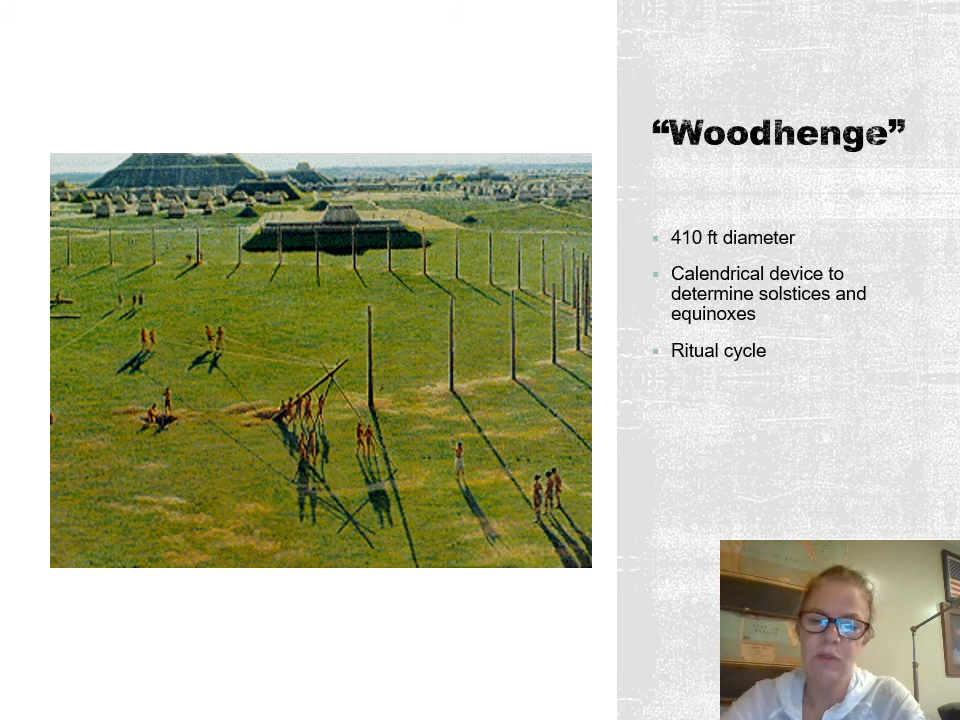 “Woodhenge”
410 ft diameter
Calendrical device to
determine solstices and
equinoxes
Ritual cycle